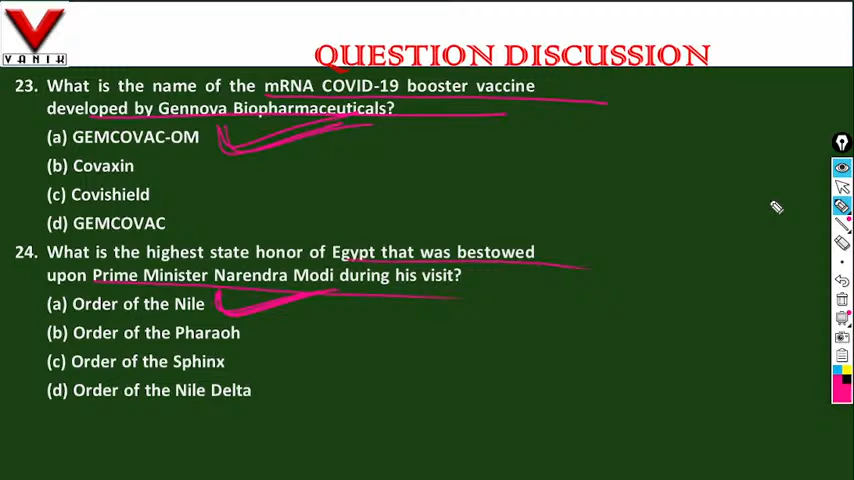 VANIK
QUESTION DISCUSSION
23. What is the name of the mRNA COVID-19 booster vaccine
developed by Gennova Biopharmaceuticals?
(a) GEMCOVAC-OM
(b) Covaxin
(c) Covishield
(d) GEMCOVAC
24. What is the highest state honor of Egypt that was bestowed
upon Prime Minister Narendra Modi during his visit?
(a) Order of the Nile
(b) Order of the Pharaoh
(c) Order of the Sphinx
(d) Order of the Nile Delta